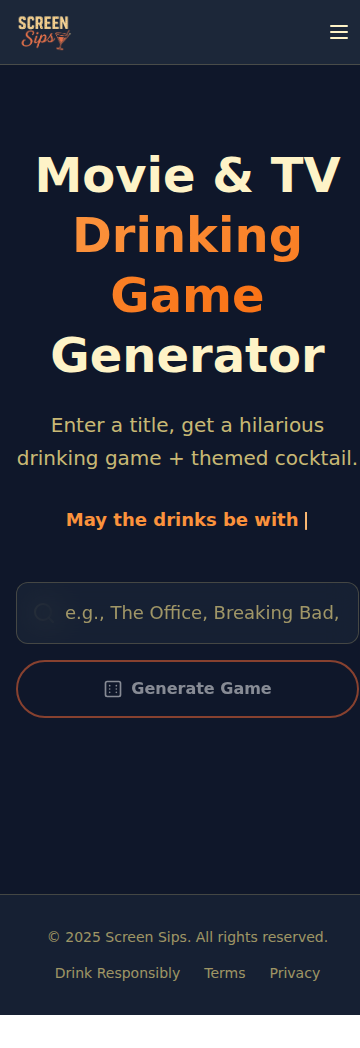 SCREEN
Sips
Movie & TV
Drinking
Game
Generator
Enter a title, get a hilarious
drinking game + themed cocktail.
May the drinks be with
e.g., The Office, Breaking Bad,
Generate Game
© 2025 Screen Sips. All rights reserved.
Drink Responsibly Terms Privacy